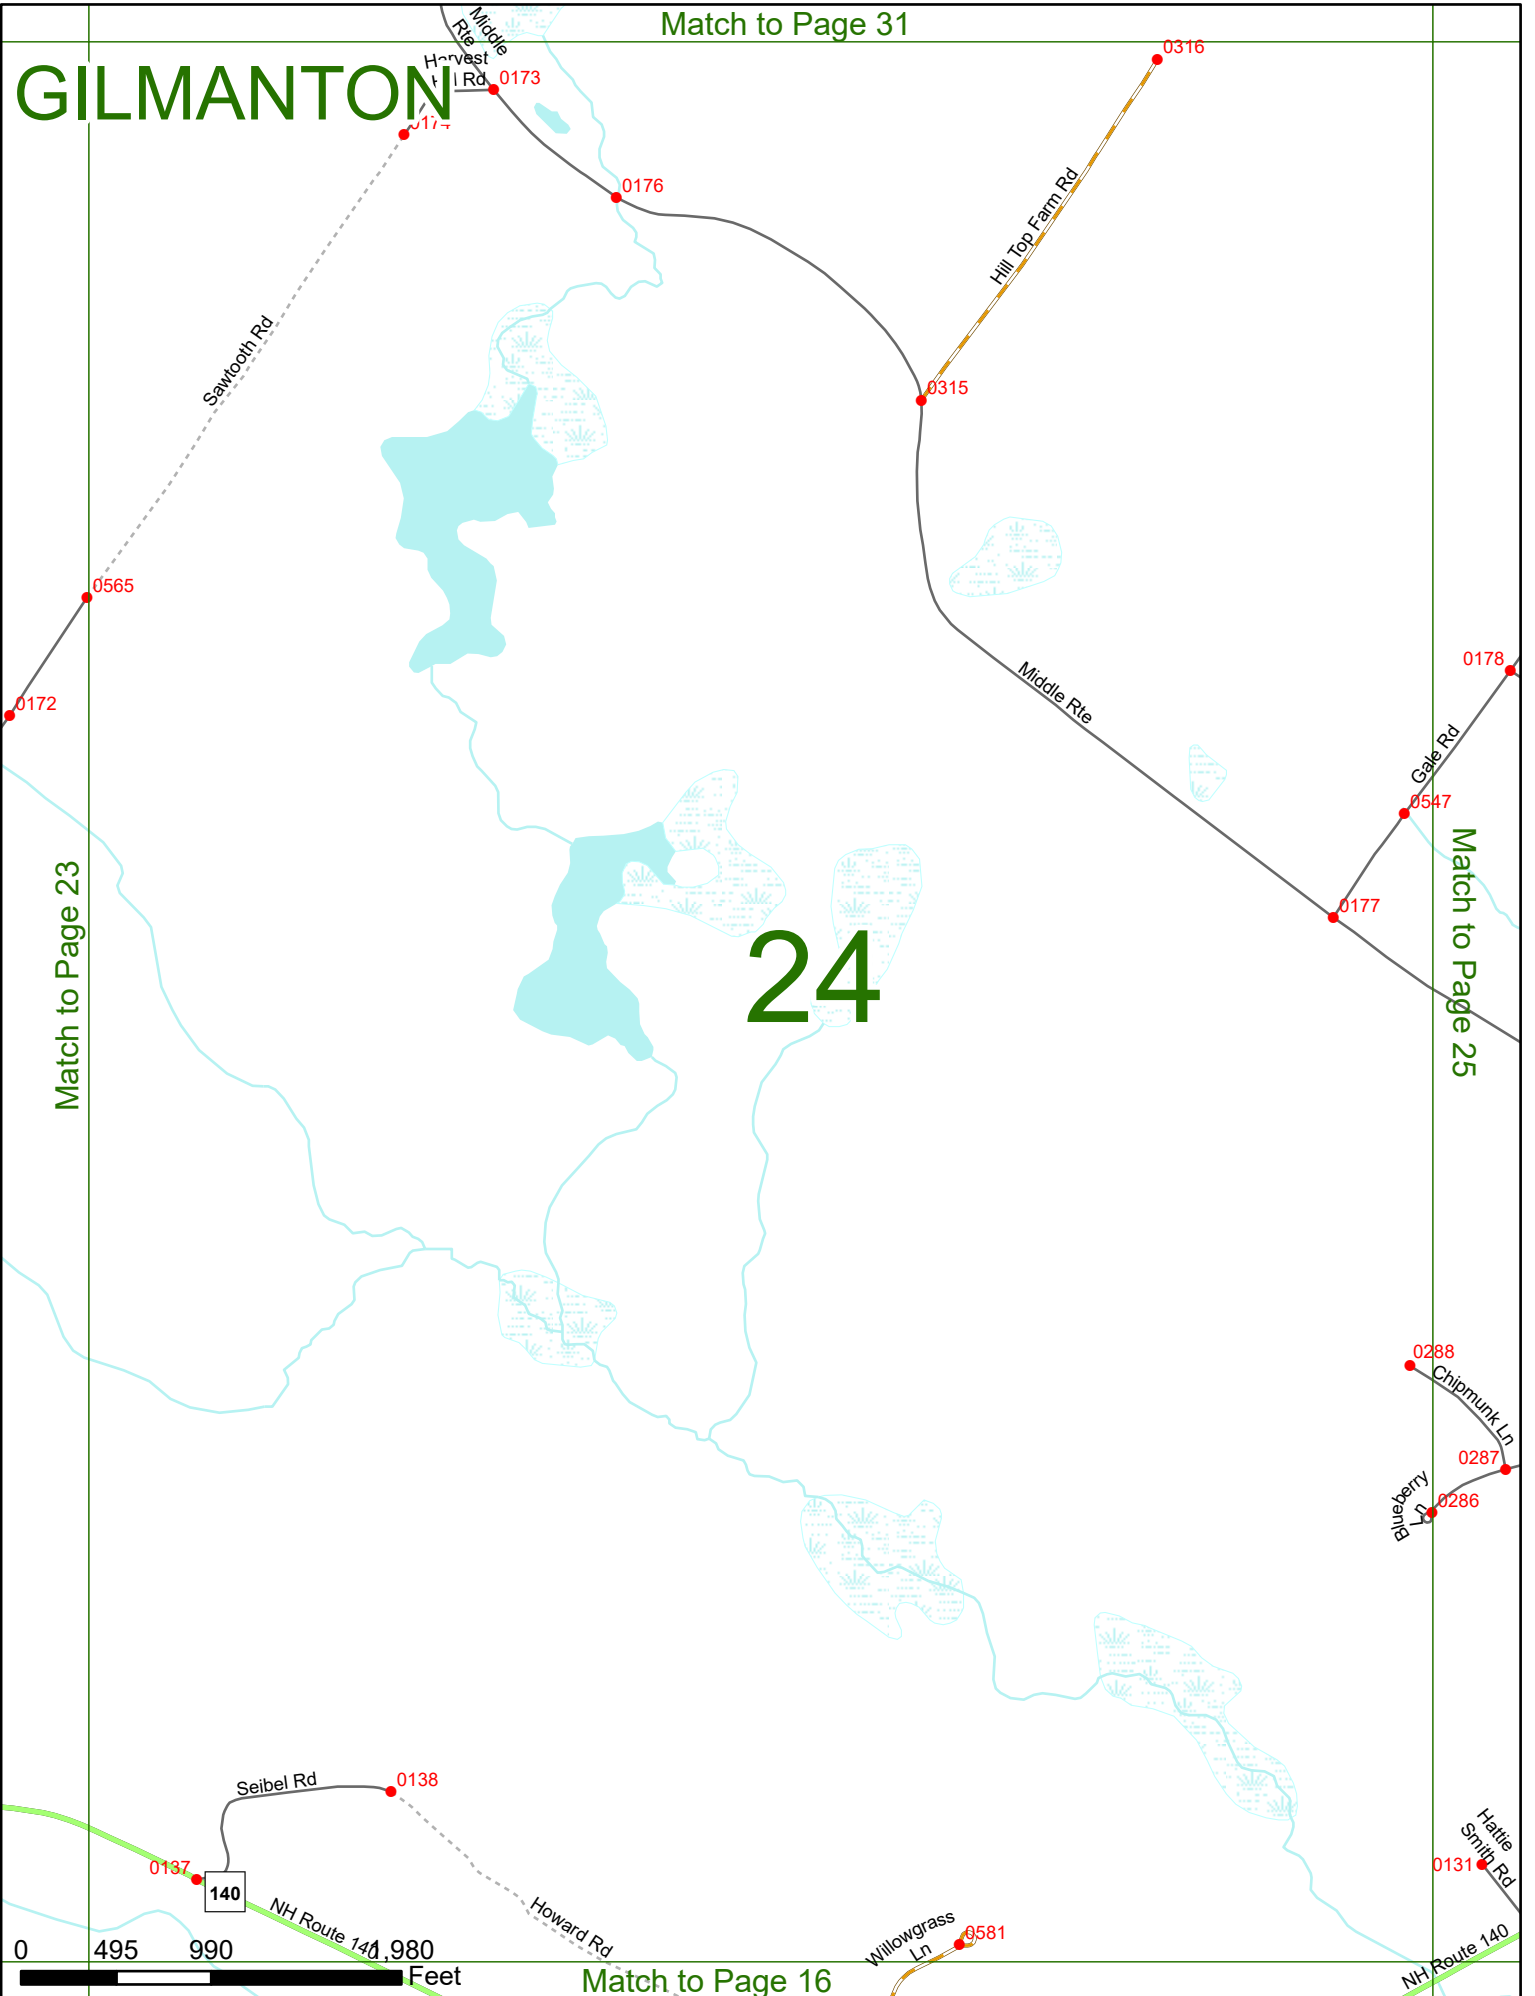 Match to Page 31
GILMANTON
Middle
Rte
Harvest
Rd
0173
0174
0176
0316
Hill Top Farm Rd
Sawtooth Rd
0315
0565
0172
Middle Rte
0178
Gale Rd
0547
0177
Match to Page 23
24
Match to Page 25
0288
Chipmunk Ln
0287
Blueberry
Ln
0286
Seibel Rd
0138
0137
140
NH Route 140
Howard Rd
Willowgrass
Ln
0581
Hattie
Smith Rd
0131
NH Route 140
0 495 990 1,980
Feet
Match to Page 16